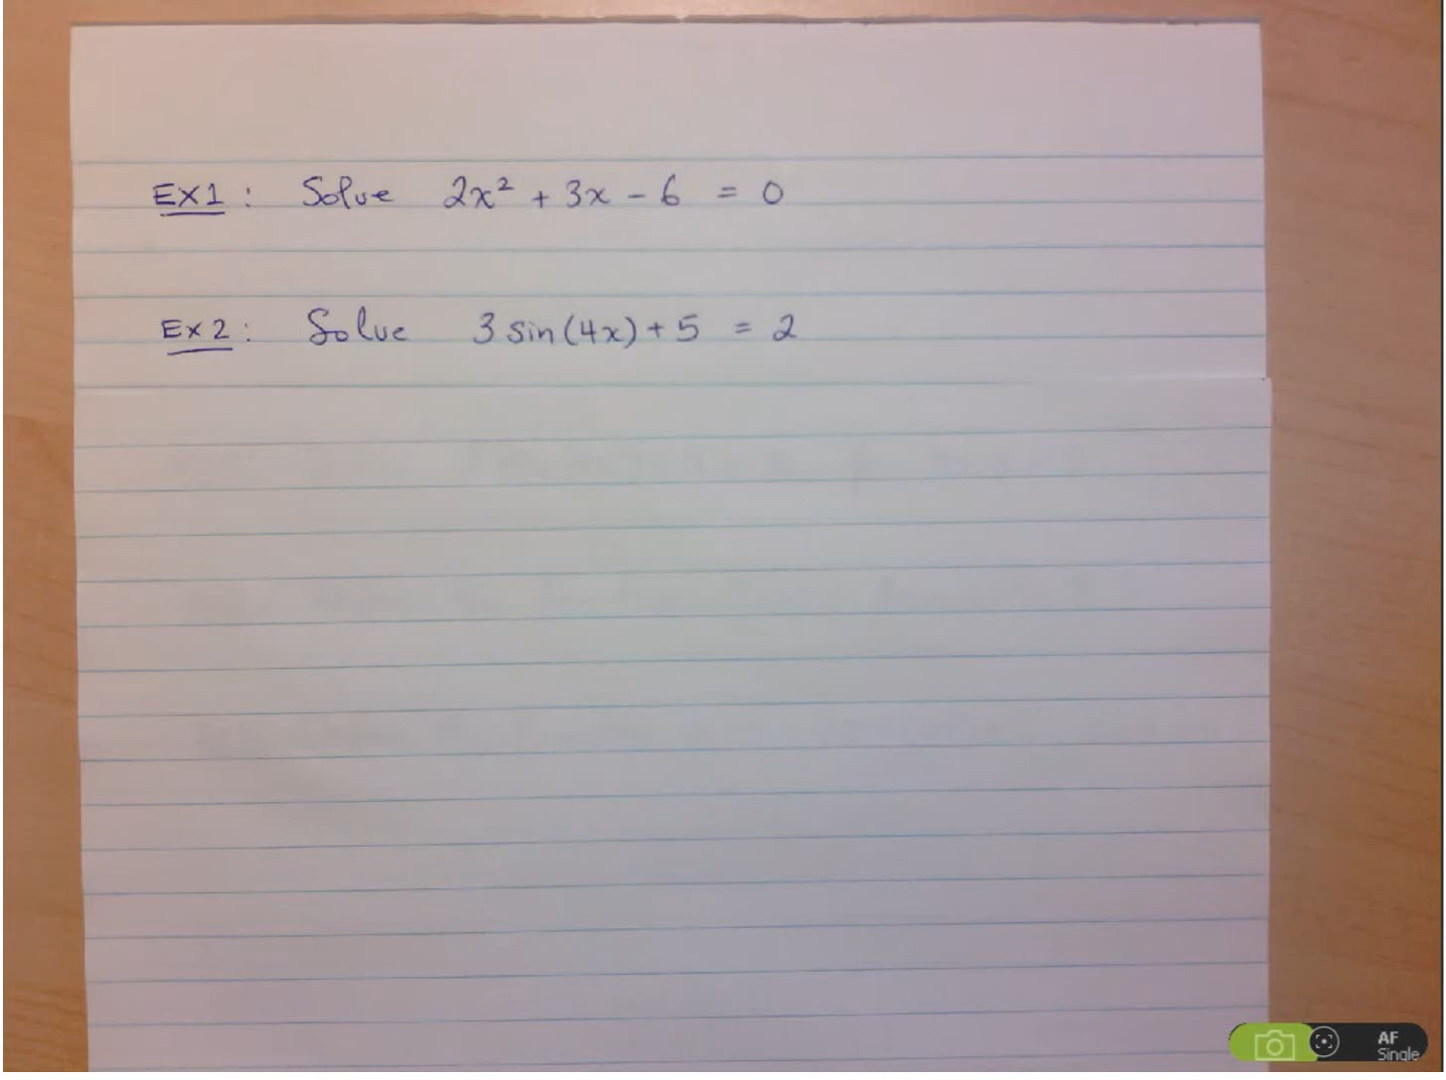 EX1: Solve 2x² + 3x - 6 = 0
Ex2: Solve 3 sin(4x) + 5 = 2
AF
Single